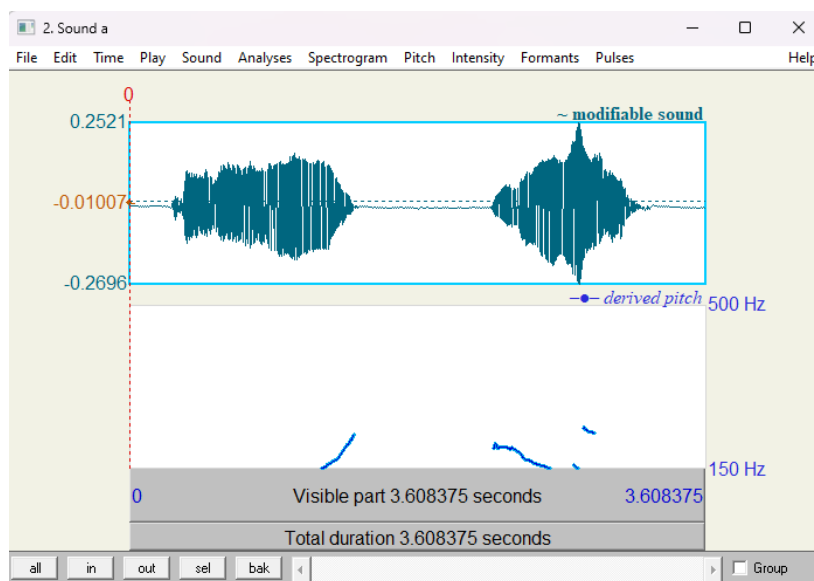 2. Sound a
File Edit Time Play Sound Analyses Spectrogram Pitch Intensity Formants Pulses Help
0
0.2521 ~ modifiable sound
-0.01007
-0.2696
derived pitch 500 Hz
150 Hz
0 Visible part 3.608375 seconds 3.608375
Total duration 3.608375 seconds
all in out sel bak Group